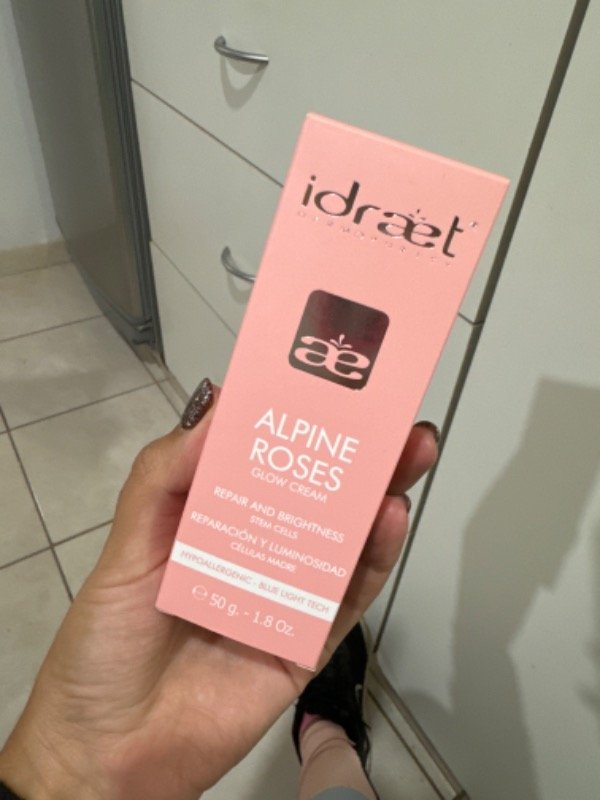 idraet
DERMOPOETICS
æ
ALPINE
ROSES
GLOW CREAM
REPAIR AND BRIGHTNESS
STEM CELLS
REPARACIÓN Y LUMINOSIDAD
CÉLULAS MADRE
HYPOALLERGENIC - BLUE LIGHT TECH
℮ 50 g. - 1.8 Oz.